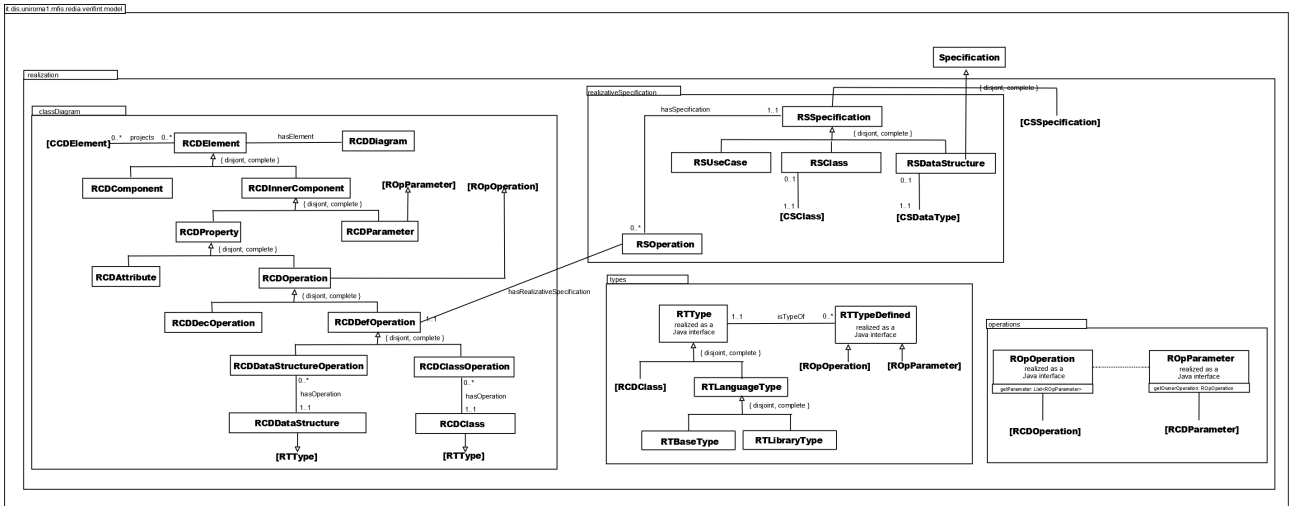 it.dis.uniroma1.mfis.redia.verifint.model
Specification
realization
realizativeSpecification
{ disjont, complete }
classDiagram
hasSpecification
1..1
RSSpecification
[CSSpecification]
{ disjont, complete }
[CCDElement]
0..*
projects
0..*
RCDElement
hasElement
RCDDiagram
{ disjont, complete }
RSUseCase
RSClass
RSDataStructure
RCDComponent
RCDInnerComponent
[ROpParameter]
[ROpOperation]
0..1
0..1
{ disjont, complete }
1..1
1..1
[CSClass]
[CSDataType]
RCDProperty
RCDParameter
0..*
RSOperation
{ disjont, complete }
RCDAttribute
RCDOperation
types
hasRealizativeSpecification
{ disjont, complete }
RCDDecOperation
RCDDefOperation
1..1
RTType
realized as a
Java interface
1..1
isTypeOf
0..*
RTTypeDefined
realized as a
Java interface
operations
{ disjont, complete }
{ disjoint, complete }
RCDDataStructureOperation
RCDClassOperation
[RCDClass]
RTLanguageType
[ROpOperation]
[ROpParameter]
ROpOperation
realized as a
Java interface
getParameter: List<ROpParameter>
ROpParameter
realized as a
Java interface
getOwnerOperation: ROpOperation
0..*
0..*
hasOperation
hasOperation
1..1
1..1
{ disjoint, complete }
RCDDataStructure
RCDClass
RTBaseType
RTLibraryType
[RCDOperation]
[RCDParameter]
[RTType]
[RTType]